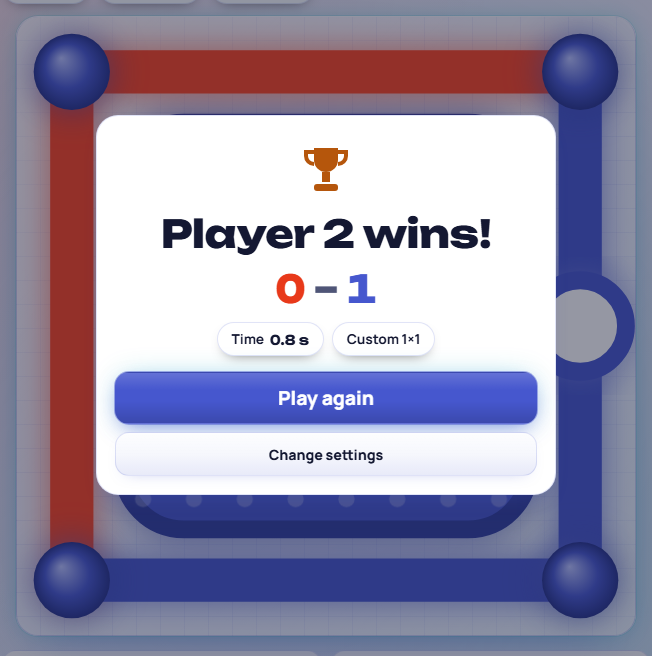 Player 2 wins!
0 – 1
Time 0.8 s Custom 1×1
Play again
Change settings